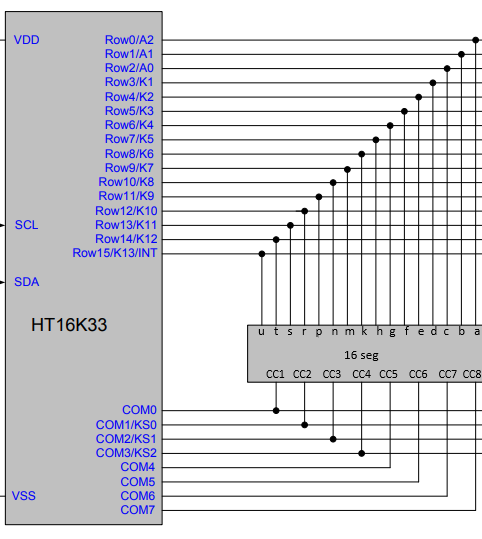 VDD
SCL
SDA
HT16K33
VSS
Row0/A2
Row1/A1
Row2/A0
Row3/K1
Row4/K2
Row5/K3
Row6/K4
Row7/K5
Row8/K6
Row9/K7
Row10/K8
Row11/K9
Row12/K10
Row13/K11
Row14/K12
Row15/K13/INT
COM0
COM1/KS0
COM2/KS1
COM3/KS2
COM4
COM5
COM6
COM7
u t s r p n m k h g f e d c b a
16 seg
CC1 CC2 CC3 CC4 CC5 CC6 CC7 CC8